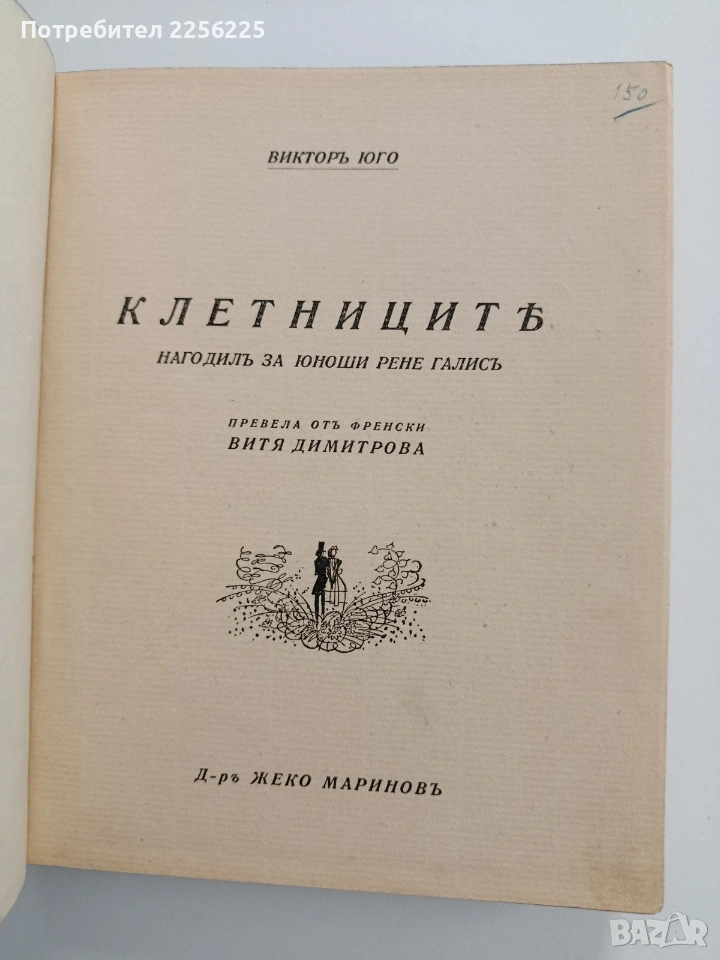 Потребител 2256225
150
ВИКТОРЪ ЮГО
КЛЕТНИЦИТѢ
НАГОДИЛЪ ЗА ЮНОШИ РЕНЕ ГАЛИСЪ
ПРЕВЕЛА ОТЪ ФРЕНСКИ
ВИТЯ ДИМИТРОВА
Д-ръ ЖЕКО МАРИНОВЪ
BAZAR